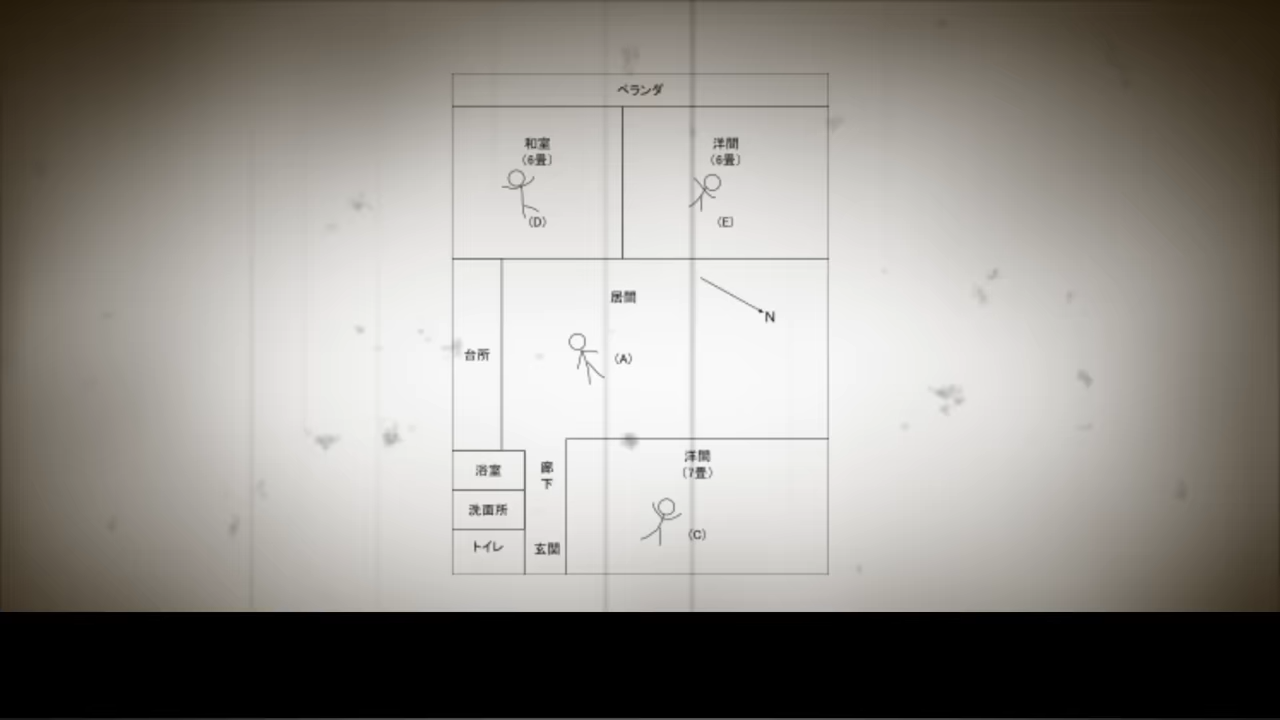 ベランダ
和室
(6畳)
(D)
洋間
(6畳)
(E)
居間
N
台所
(A)
浴室
洗面所
トイレ
廊
下
玄関
洋間
(7畳)
(C)